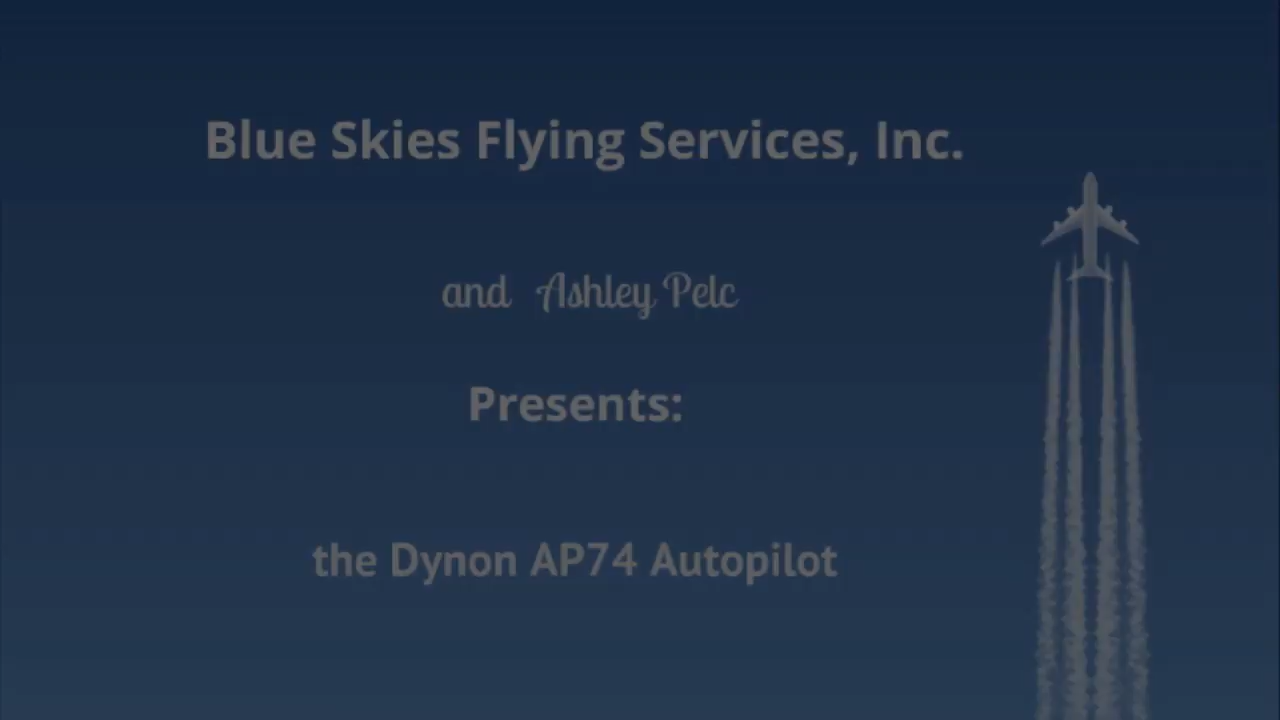 Blue Skies Flying Services, Inc.
and Ashley Pelc
Presents:
the Dynon AP74 Autopilot